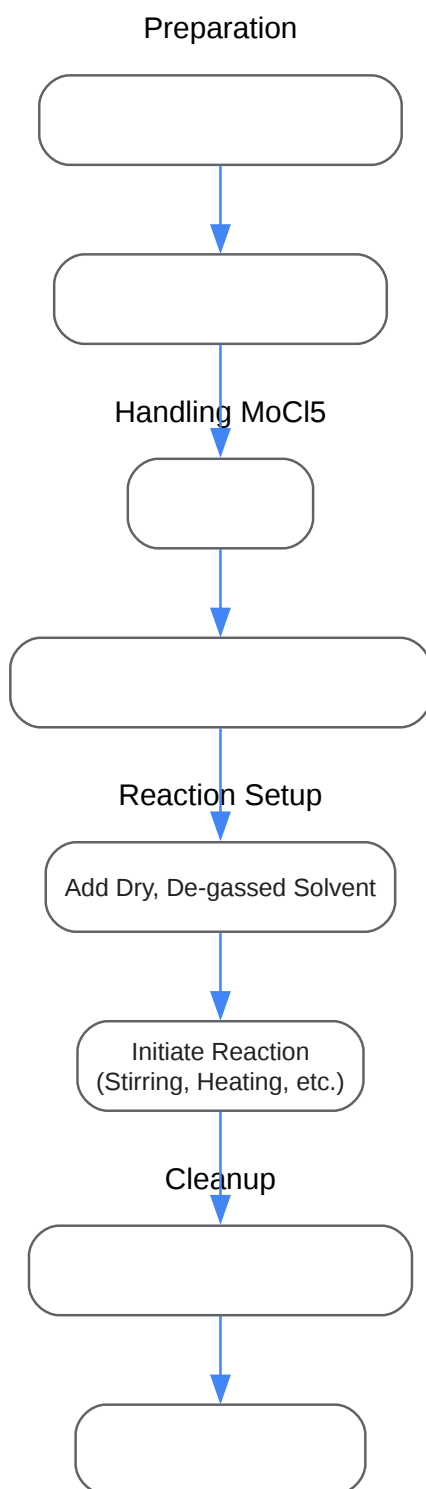 Preparation
Handling MoCl5
Reaction Setup
Add Dry, De-gassed Solvent
Initiate Reaction
(Stirring, Heating, etc.)
Cleanup